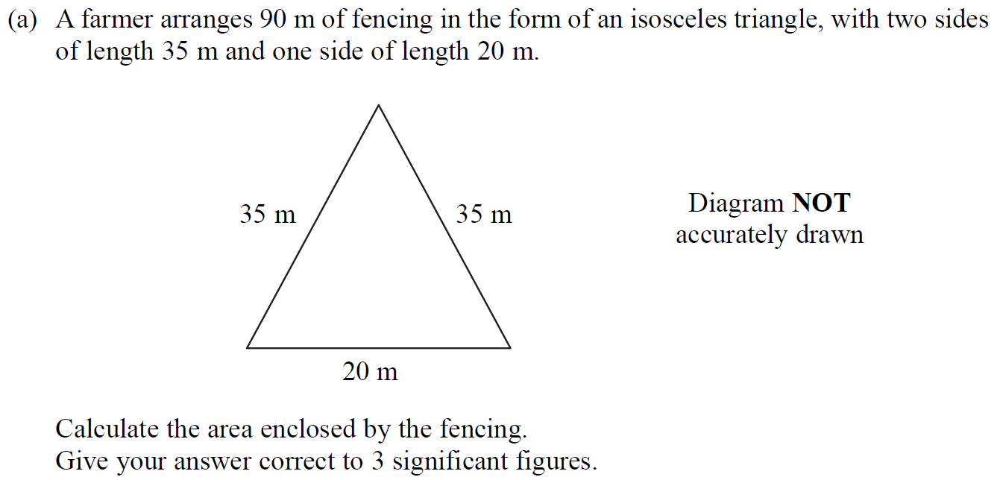 (a) A farmer arranges 90 m of fencing in the form of an isosceles triangle, with two sides
of length 35 m and one side of length 20 m.
35 m
35 m
Diagram NOT
accurately drawn
20 m
Calculate the area enclosed by the fencing.
Give your answer correct to 3 significant figures.